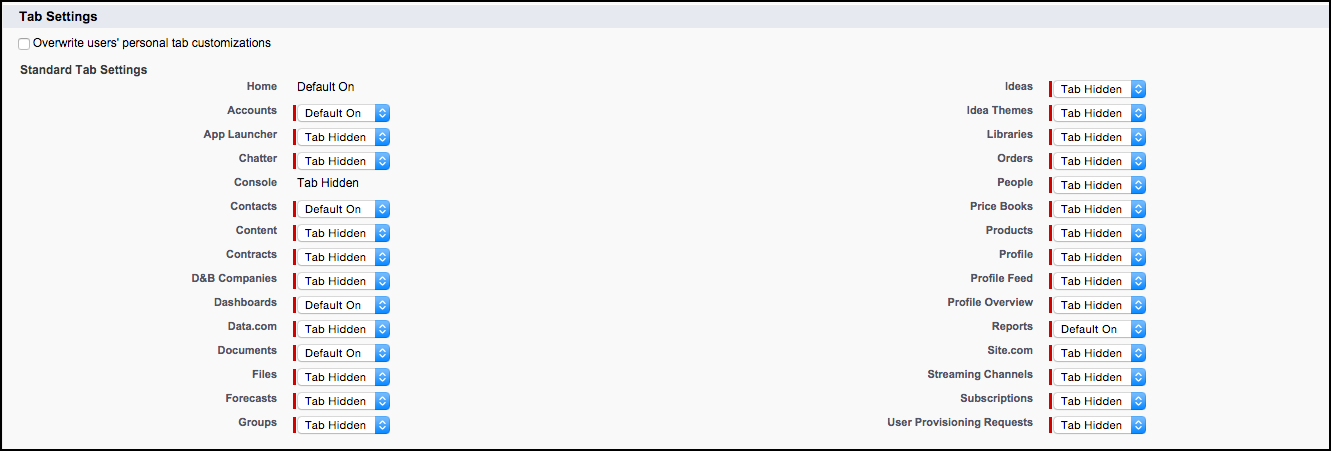 Tab Settings
Overwrite users' personal tab customizations
Standard Tab Settings
Home Default On Ideas Tab Hidden
Accounts Default On Idea Themes Tab Hidden
App Launcher Tab Hidden Libraries Tab Hidden
Chatter Tab Hidden Orders Tab Hidden
Console Tab Hidden People Tab Hidden
Contacts Default On Price Books Tab Hidden
Content Tab Hidden Products Tab Hidden
Contracts Tab Hidden Profile Tab Hidden
D&B Companies Tab Hidden Profile Feed Tab Hidden
Dashboards Default On Profile Overview Tab Hidden
Data.com Tab Hidden Reports Default On
Documents Default On Site.com Tab Hidden
Files Tab Hidden Streaming Channels Tab Hidden
Forecasts Tab Hidden Subscriptions Tab Hidden
Groups Tab Hidden User Provisioning Requests Tab Hidden